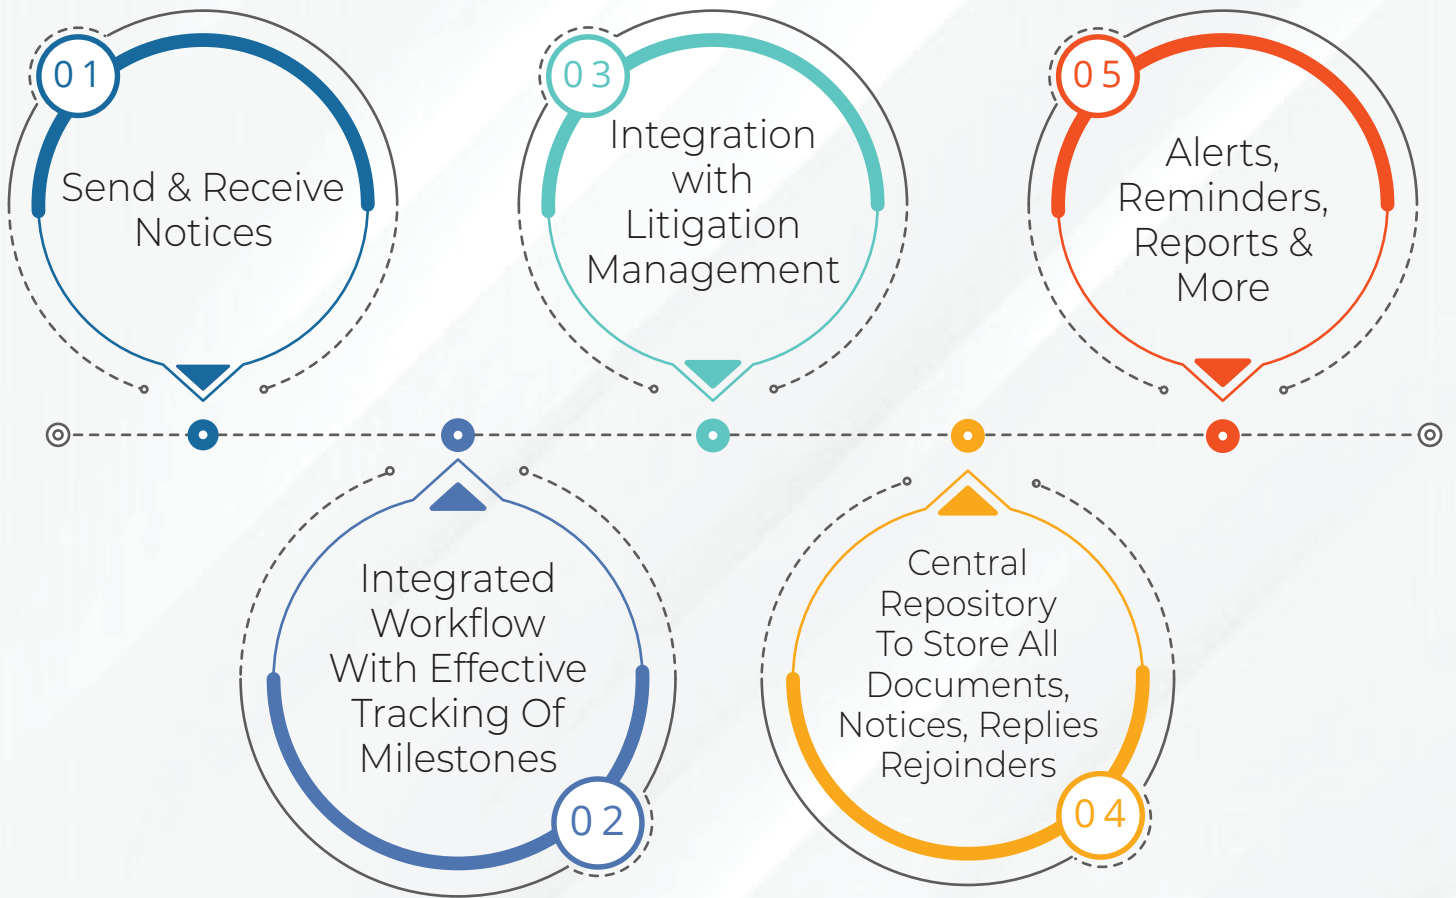 01
Send & Receive
Notices
02
Integrated
Workflow
With Effective
Tracking Of
Milestones
03
Integration
with
Litigation
Management
04
Central
Repository
To Store All
Documents,
Notices, Replies
Rejoinders
05
Alerts,
Reminders,
Reports &
More